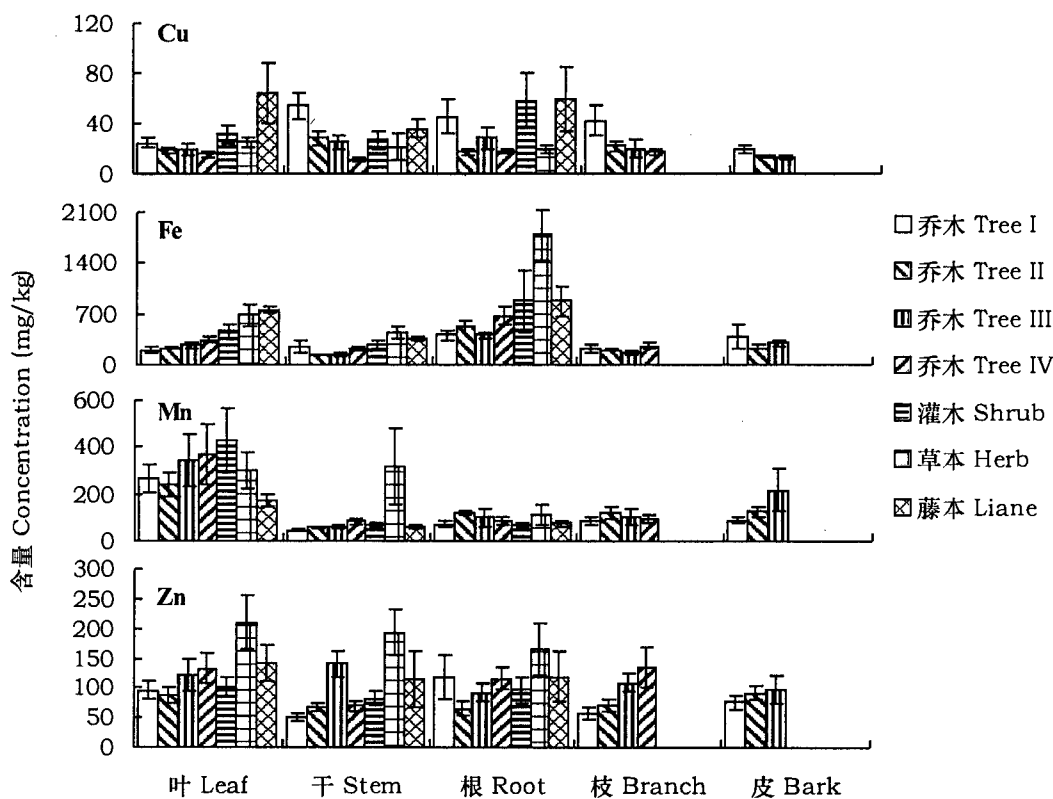 含量 Concentration (mg/kg)
Cu
120
80
40
0
Fe
2100
1400
700
0
Mn
600
400
200
0
Zn
300
250
200
150
100
50
0
叶 Leaf
干 Stem
根 Root
枝 Branch
皮 Bark
乔木 Tree I
乔木 Tree II
乔木 Tree III
乔木 Tree IV
灌木 Shrub
草本 Herb
藤本 Liane